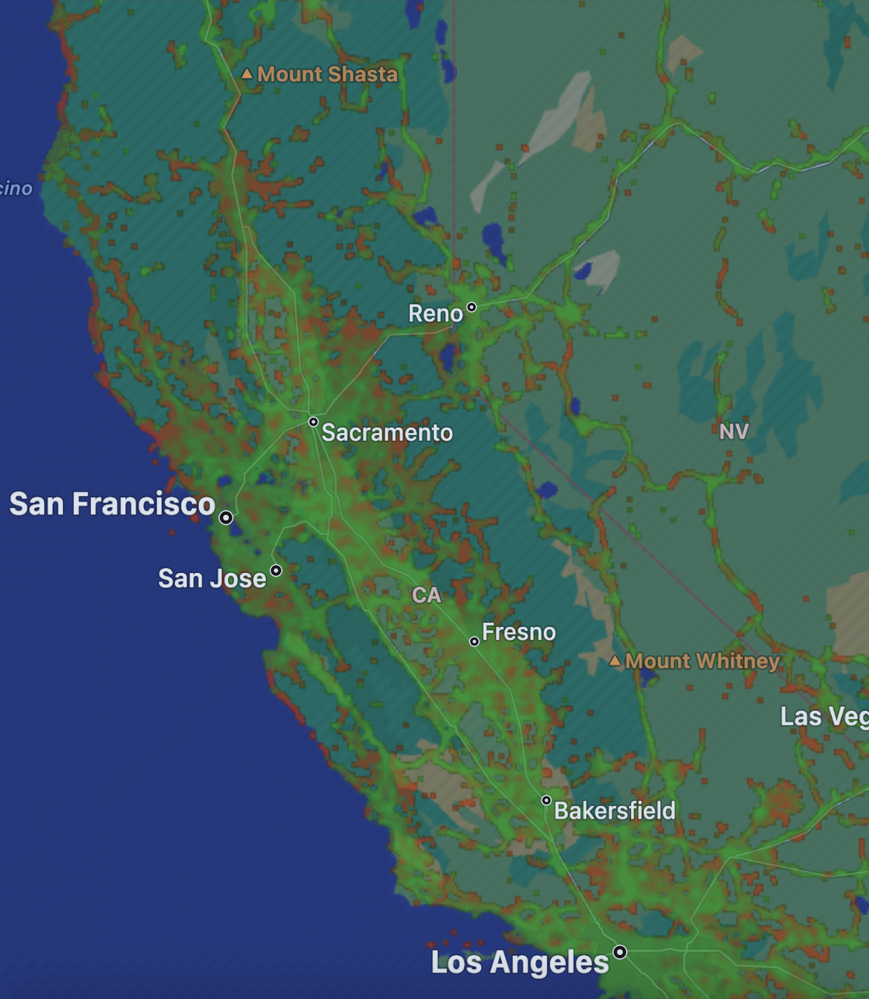 Mount Shasta
cino
Reno
Sacramento
NV
San Francisco
San Jose
CA
Fresno
Mount Whitney
Las Veg
Bakersfield
Los Angeles